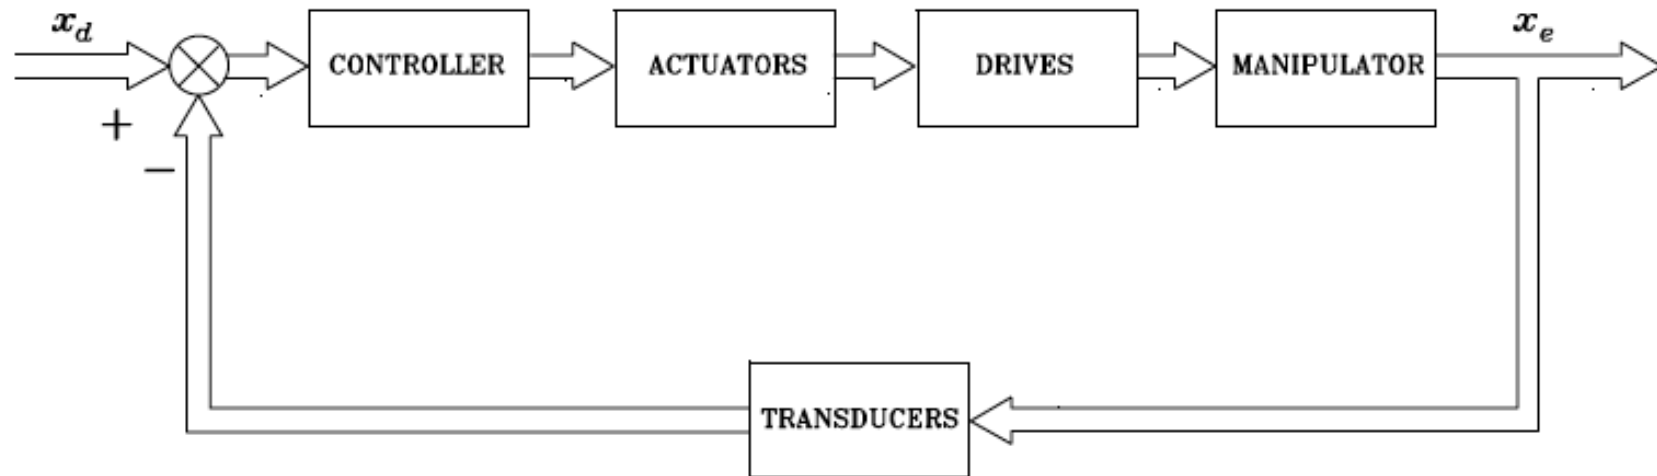 x_d
x_e
CONTROLLER
ACTUATORS
DRIVES
MANIPULATOR
+
−
TRANSDUCERS